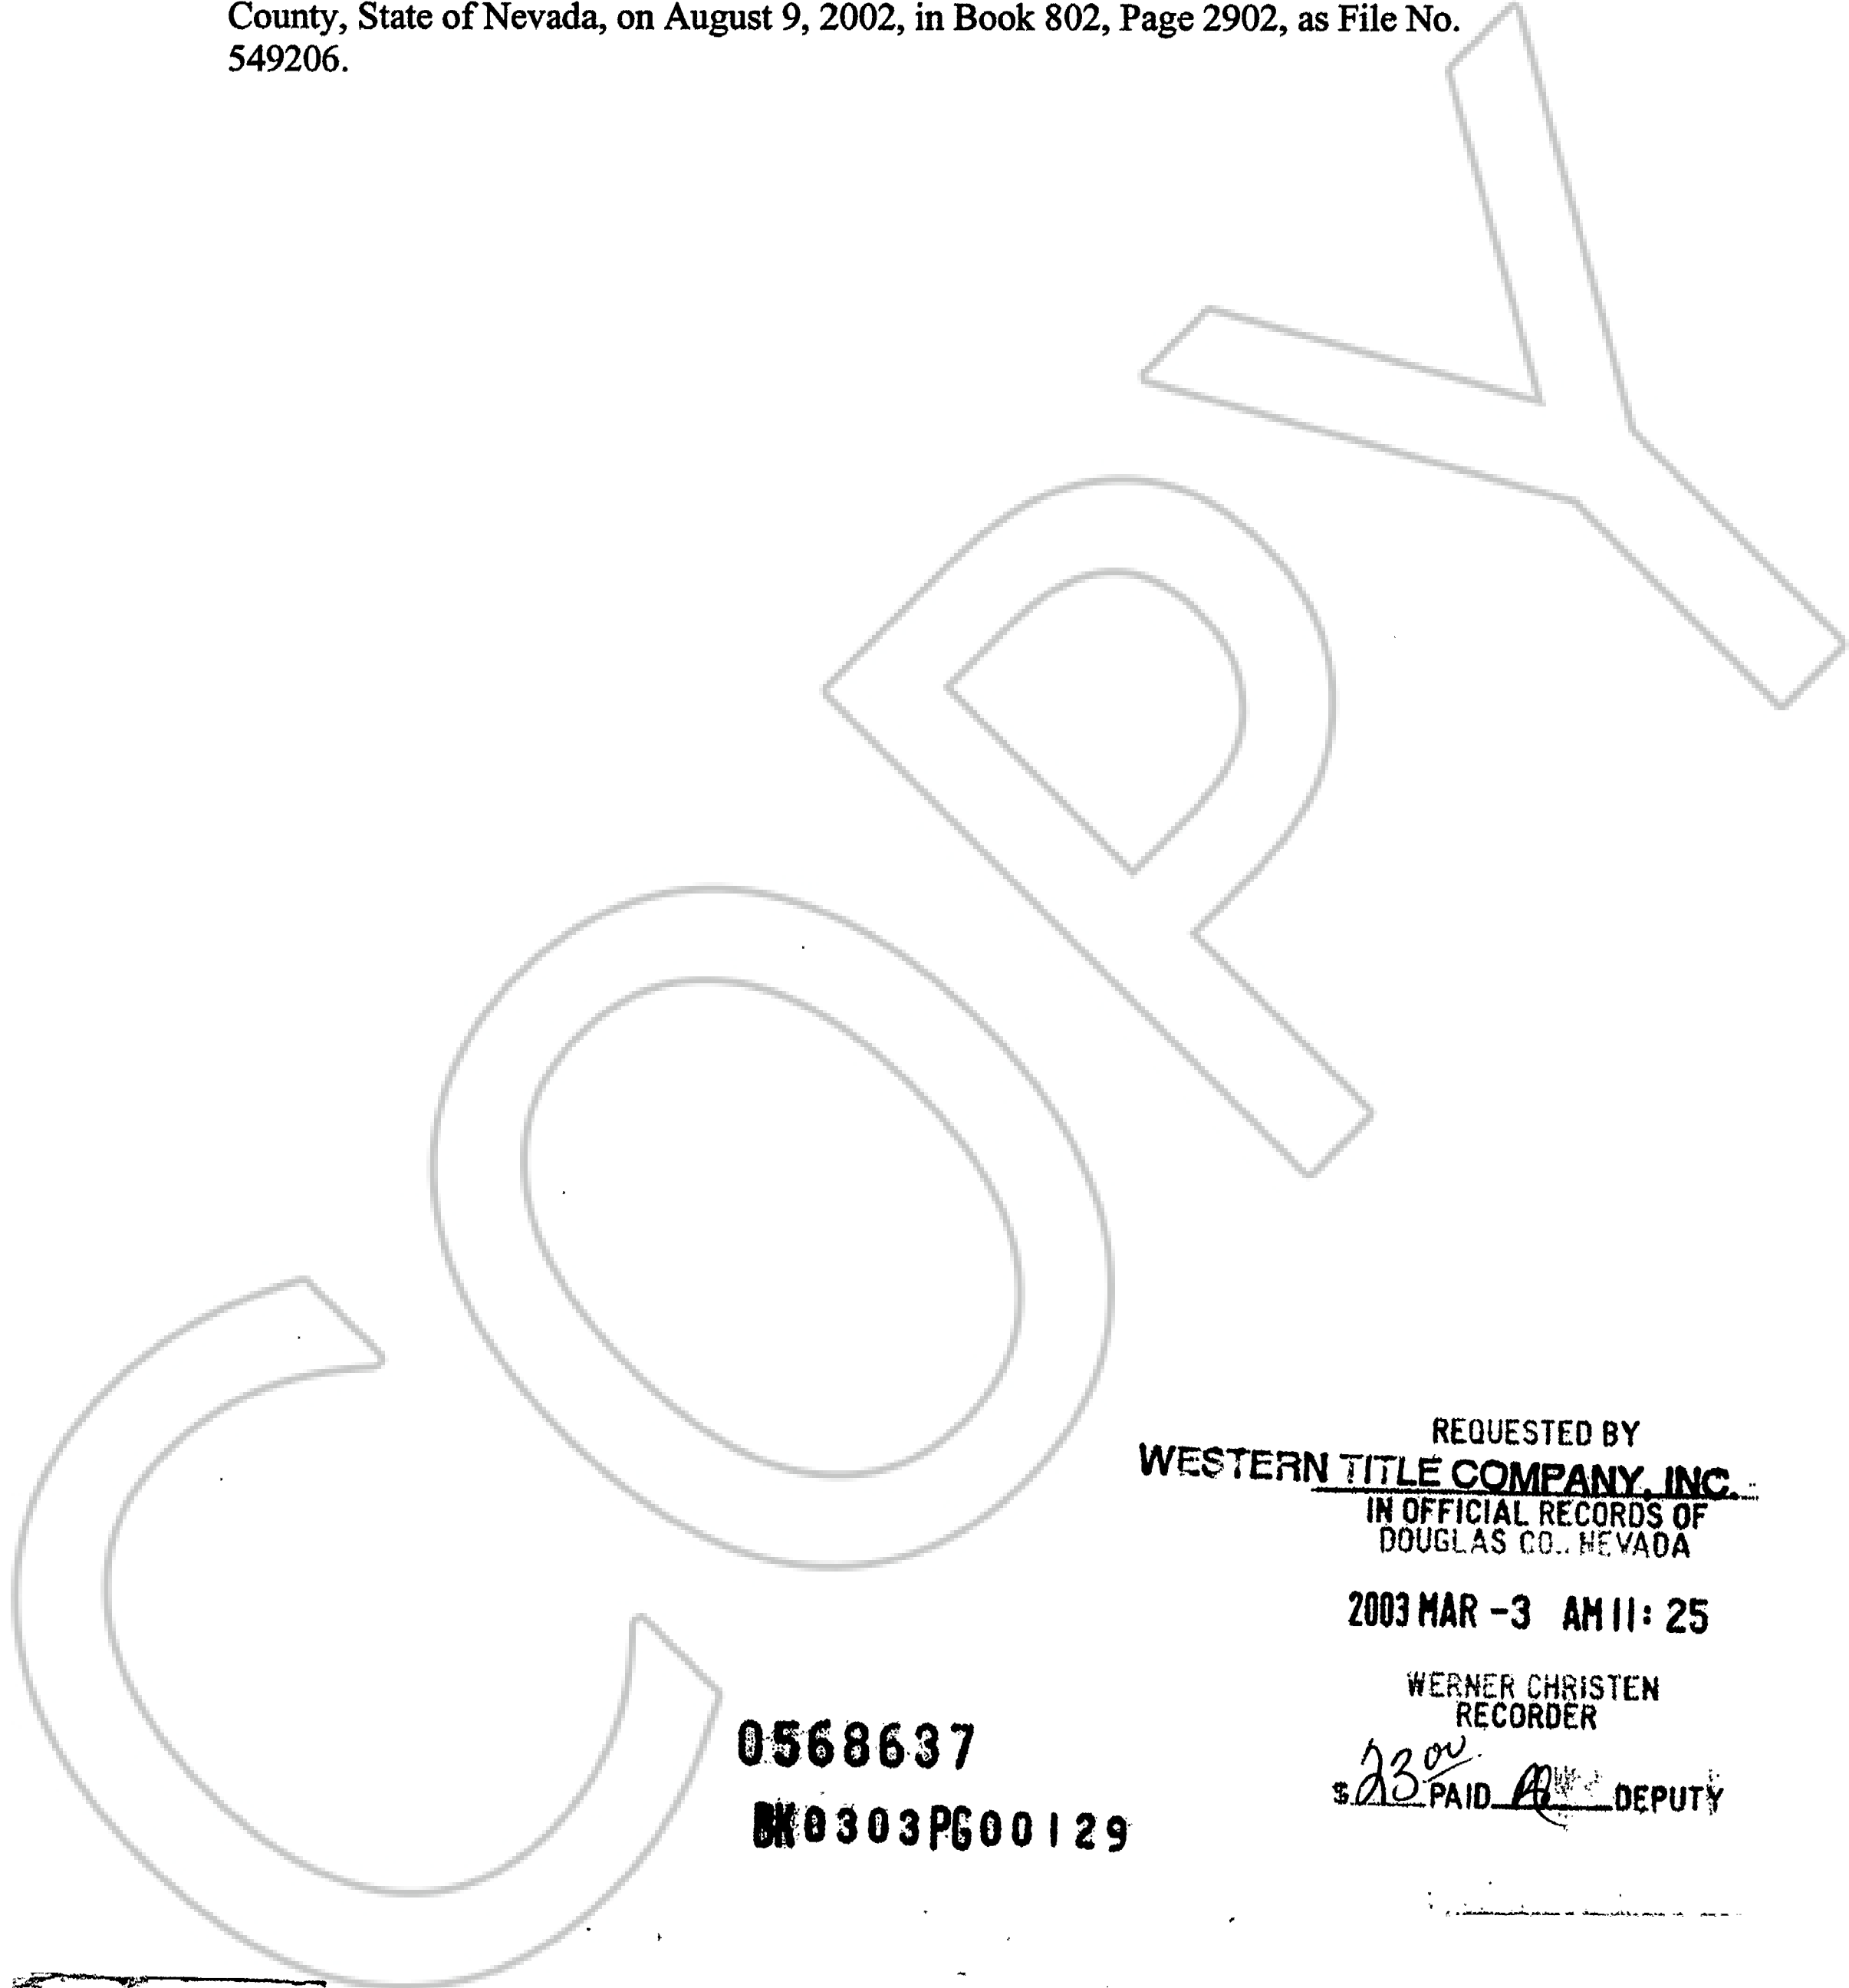 County, State of Nevada, on August 9, 2002, in Book 802, Page 2902, as File No.
549206.
COPY
REQUESTED BY
WESTERN TITLE COMPANY, INC.
IN OFFICIAL RECORDS OF
DOUGLAS CO., NEVADA
2003 MAR -3 AM 11: 25
WERNER CHRISTEN
RECORDER
$ 23 00 PAID DEPUTY
0568637
BK0303PG00129